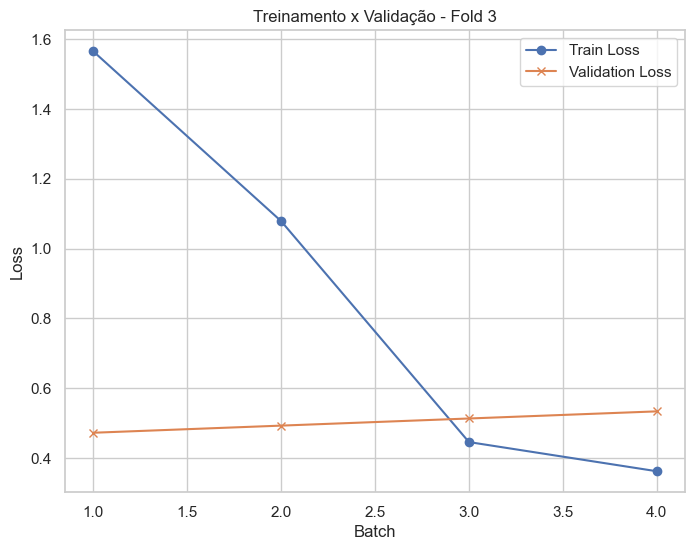 Treinamento x Validação - Fold 3
Train Loss
Validation Loss
Loss
1.6
1.4
1.2
1.0
0.8
0.6
0.4
1.0 1.5 2.0 2.5 3.0 3.5 4.0
Batch